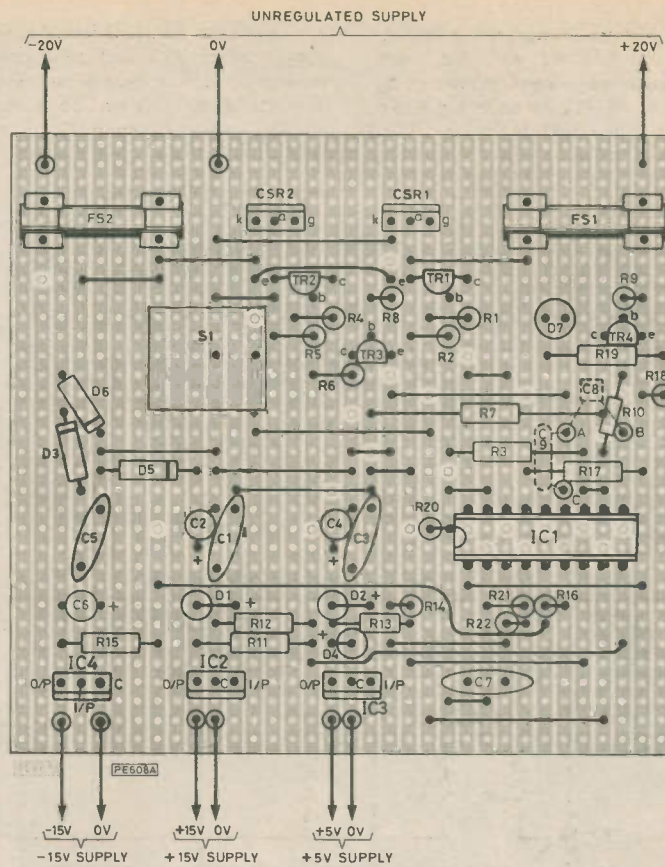 UNREGULATED SUPPLY
-20V 0V +20V
CSR2 CSR1
k a g k a g
FS2 FS1
e TR2 c e TR1 c
b b R9
R4 R8 R1 D7 b
S1 R5 b R2 c TR4 e
c TR3 e R19
R6 R18
D6 C8
R7 R10
C A B
D3 R3 9
D5 R17
C
R20
C5 C2 C1 C4 C3 IC1
+ +
C6 + D1 + D2 + R14 R21 R16
R12 R13 R22
R15 R11 + D4
IC4 IC2
O/P C O/P C I/P O/P C I/P C7
I/P IC3
PE608A
-15V 0V +15V 0V +5V 0V
-15V SUPPLY +15V SUPPLY +5V SUPPLY